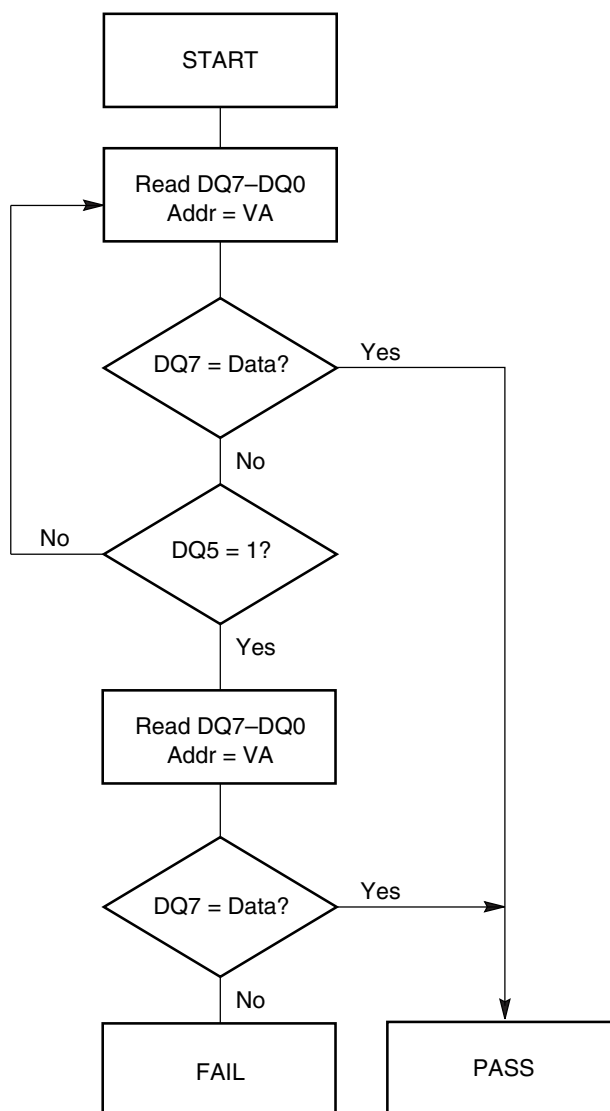 START
Read DQ7–DQ0
Addr = VA
DQ7 = Data?
Yes
No
No
DQ5 = 1?
Yes
Read DQ7–DQ0
Addr = VA
DQ7 = Data?
Yes
No
FAIL
PASS